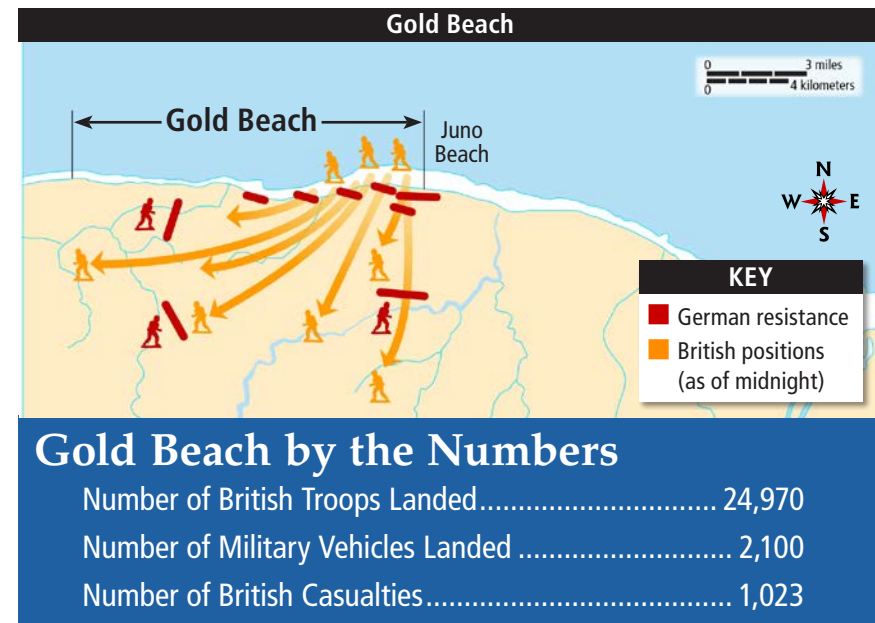 Gold Beach
0 3 miles
0 4 kilometers
Gold Beach
Juno
Beach
N
W E
S
KEY
German resistance
British positions
(as of midnight)
Gold Beach by the Numbers
Number of British Troops Landed............................... 24,970
Number of Military Vehicles Landed ............................ 2,100
Number of British Casualties........................................ 1,023